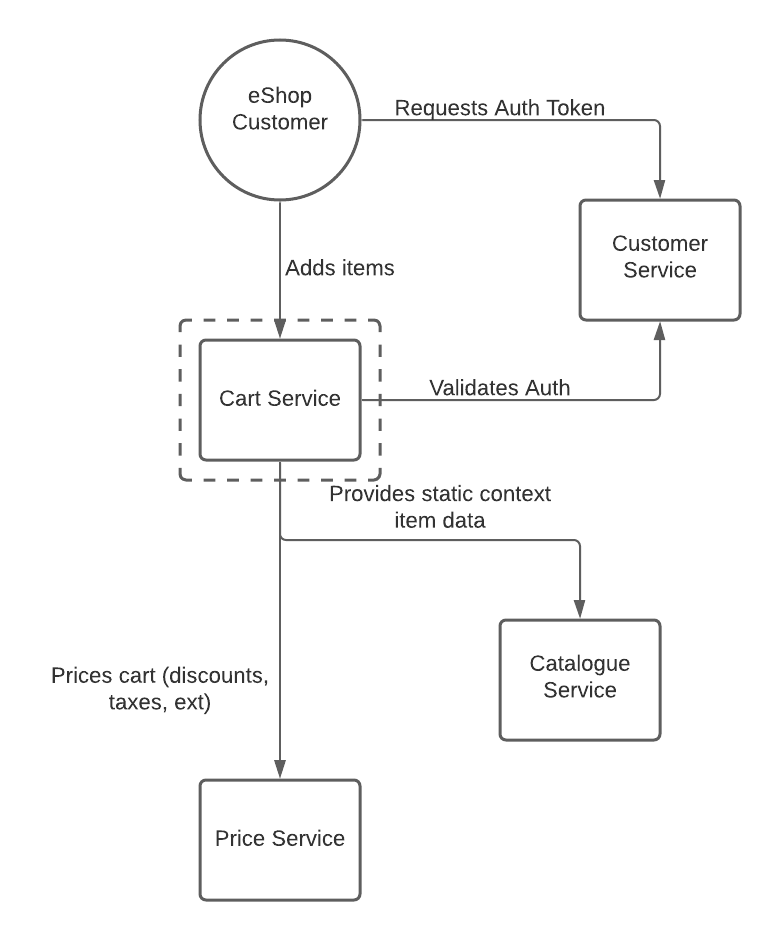 eShop
Customer
Requests Auth Token
Customer
Service
Adds items
Cart Service
Validates Auth
Provides static context
item data
Catalogue
Service
Prices cart (discounts,
taxes, ext)
Price Service